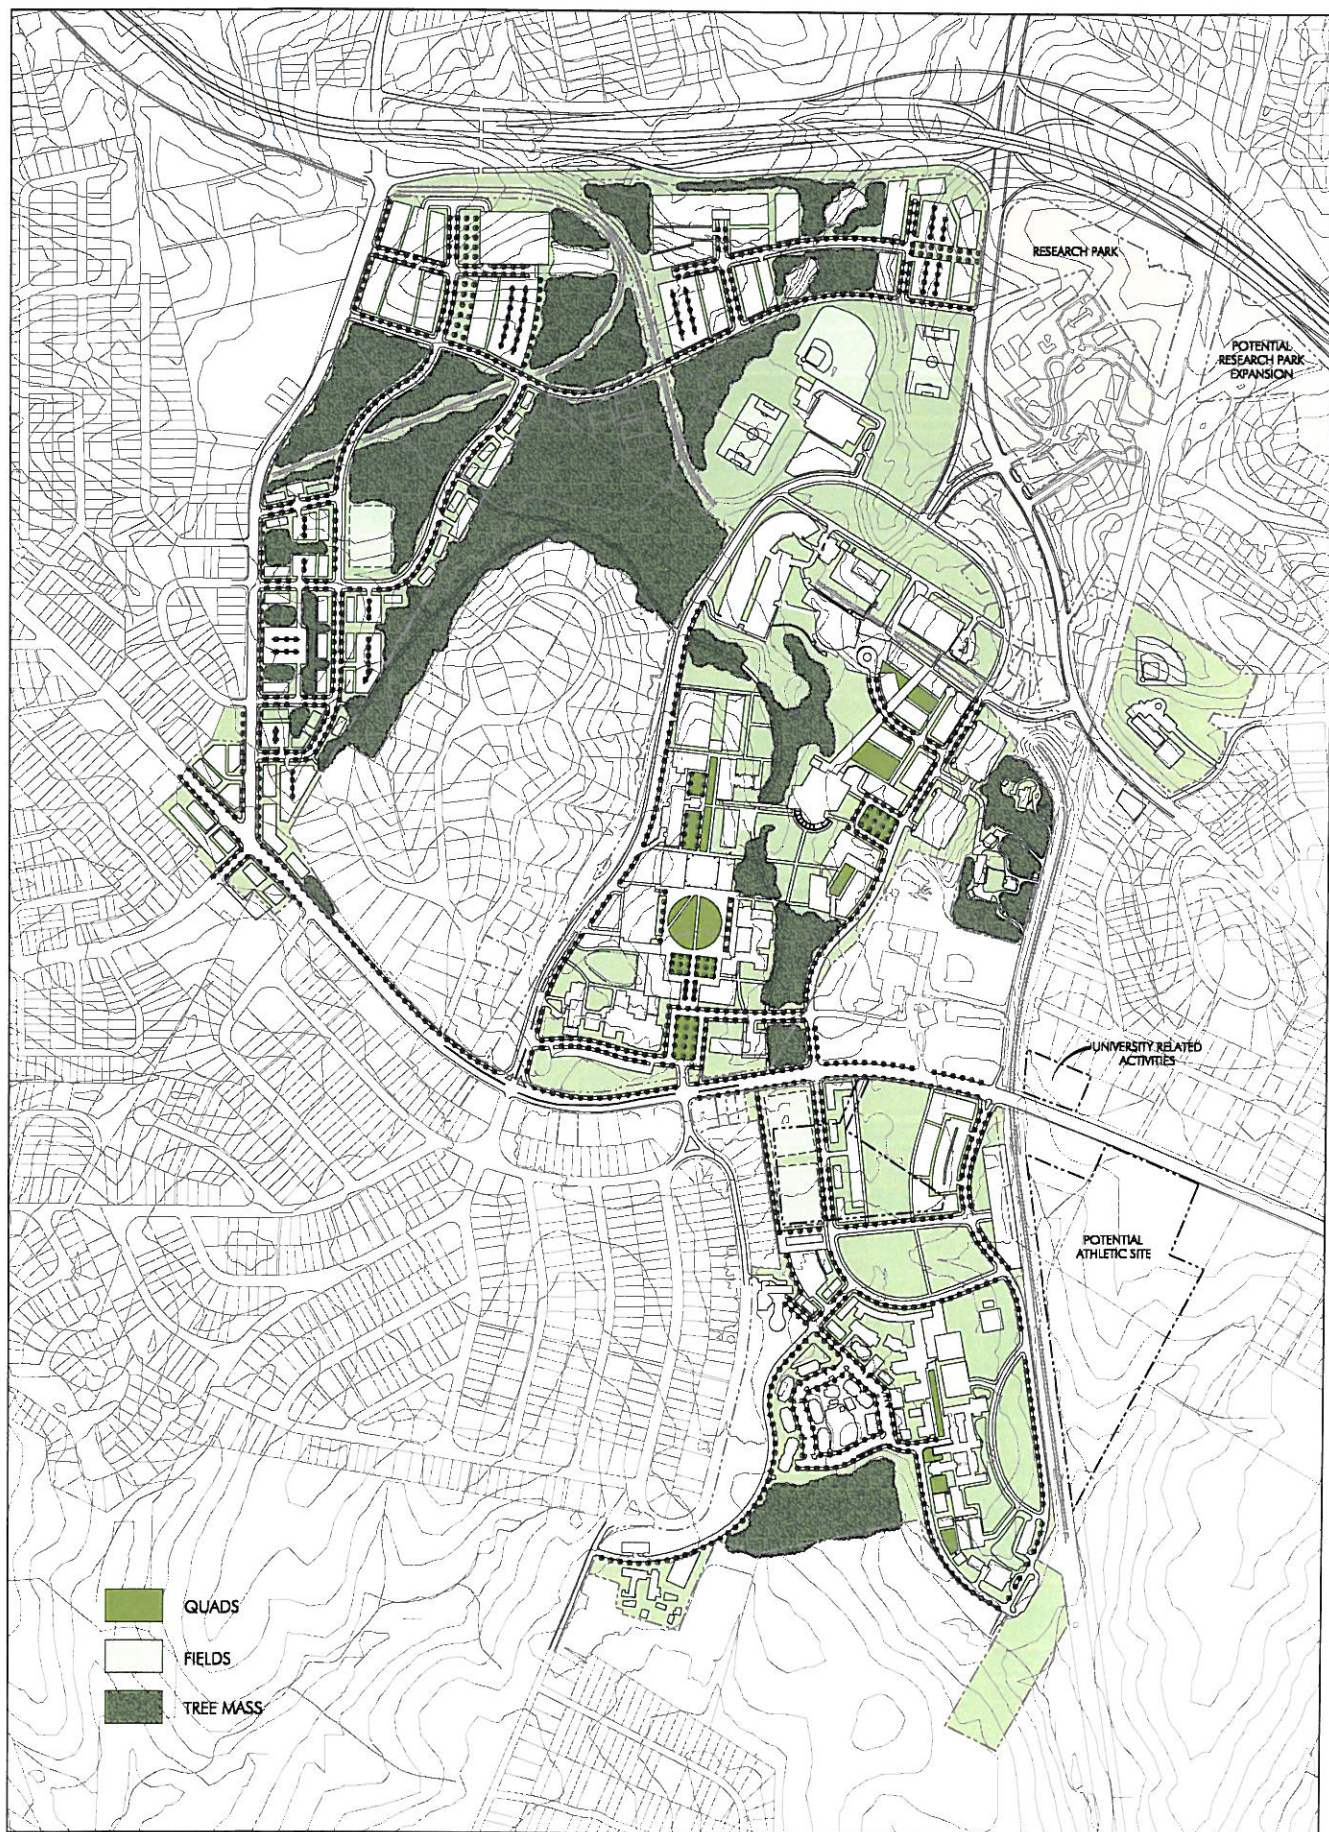 RESEARCH PARK
POTENTIAL
RESEARCH PARK
EXPANSION
UNIVERSITY RELATED
ACTIVITIES
POTENTIAL
ATHLETIC SITE
QUADS
FIELDS
TREE MASS